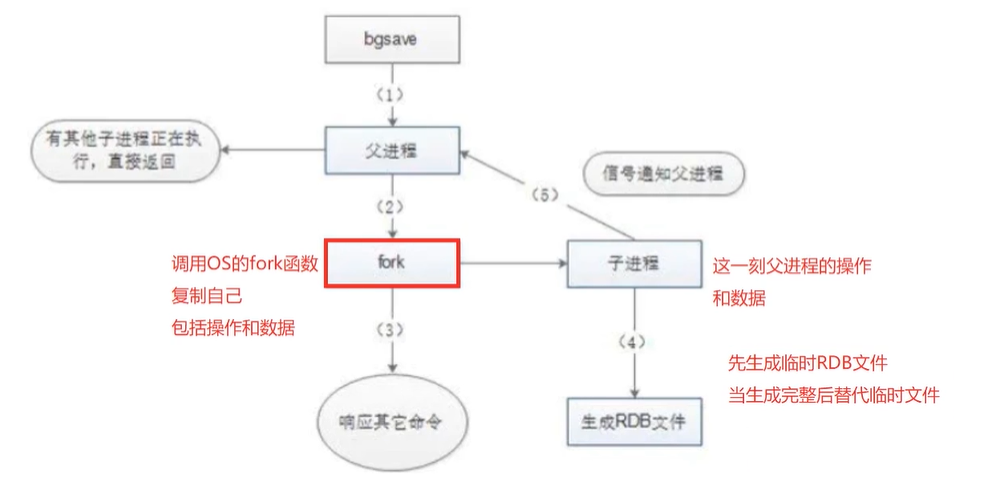 bgsave
(1)
有其他子进程正在执
行，直接返回
父进程
信号通知父进程
(5)
(2)
调用OS的fork函数
复制自己
包括操作和数据
fork
子进程
这一刻父进程的操作
和数据
(3)
(4)
先生成临时RDB文件
当生成完整后替代临时文件
响应其它命令
生成RDB文件